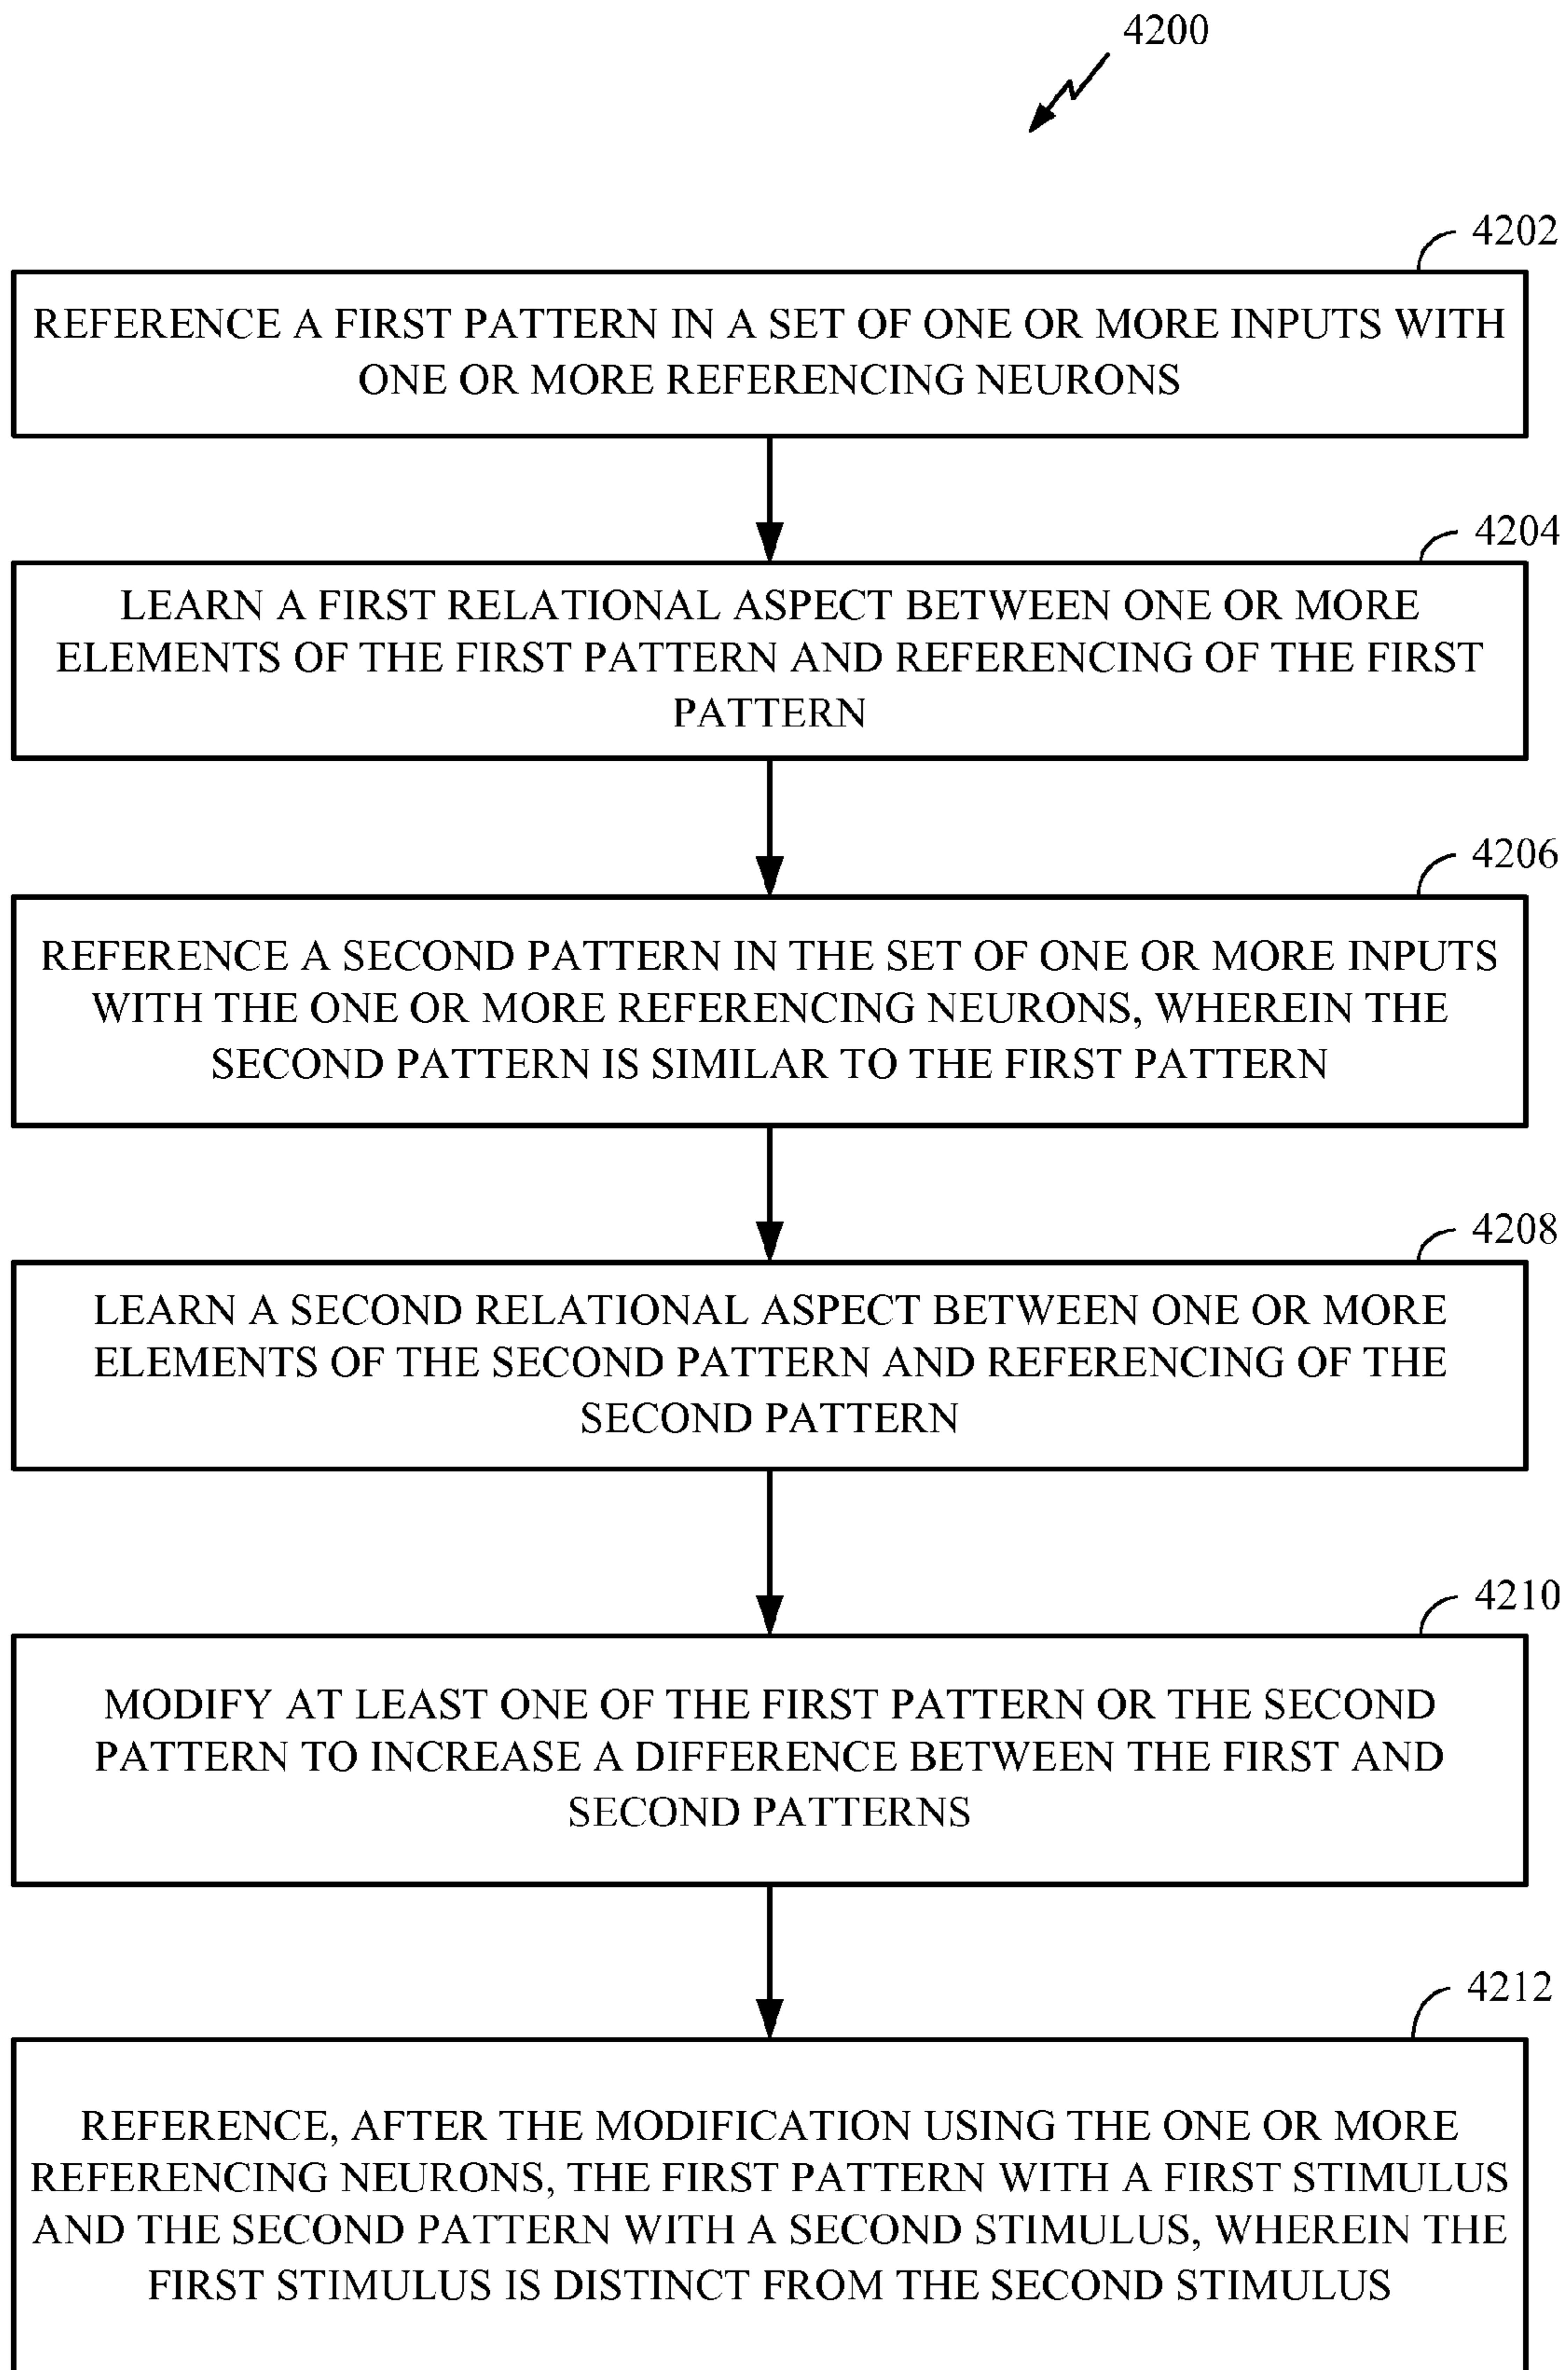 4200
4202
REFERENCE A FIRST PATTERN IN A SET OF ONE OR MORE INPUTS WITH
ONE OR MORE REFERENCING NEURONS
4204
LEARN A FIRST RELATIONAL ASPECT BETWEEN ONE OR MORE
ELEMENTS OF THE FIRST PATTERN AND REFERENCING OF THE FIRST
PATTERN
4206
REFERENCE A SECOND PATTERN IN THE SET OF ONE OR MORE INPUTS
WITH THE ONE OR MORE REFERENCING NEURONS, WHEREIN THE
SECOND PATTERN IS SIMILAR TO THE FIRST PATTERN
4208
LEARN A SECOND RELATIONAL ASPECT BETWEEN ONE OR MORE
ELEMENTS OF THE SECOND PATTERN AND REFERENCING OF THE
SECOND PATTERN
4210
MODIFY AT LEAST ONE OF THE FIRST PATTERN OR THE SECOND
PATTERN TO INCREASE A DIFFERENCE BETWEEN THE FIRST AND
SECOND PATTERNS
4212
REFERENCE, AFTER THE MODIFICATION USING THE ONE OR MORE
REFERENCING NEURONS, THE FIRST PATTERN WITH A FIRST STIMULUS
AND THE SECOND PATTERN WITH A SECOND STIMULUS, WHEREIN THE
FIRST STIMULUS IS DISTINCT FROM THE SECOND STIMULUS